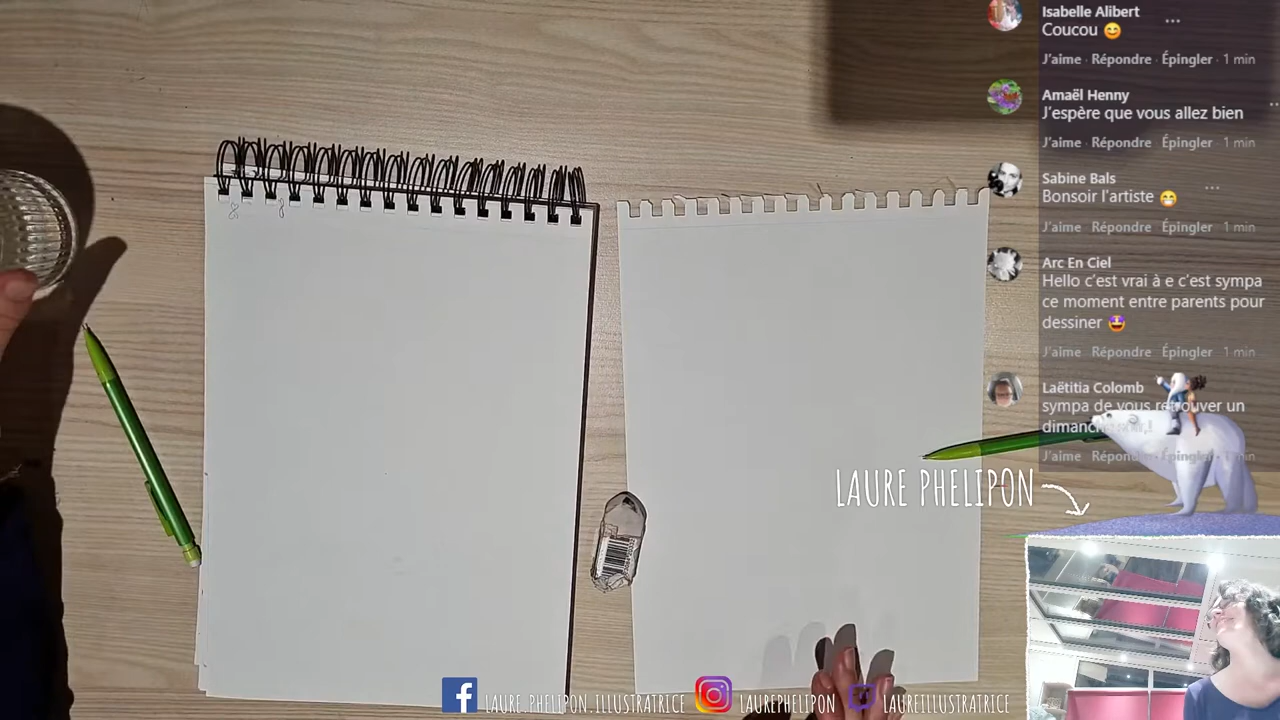 Isabelle Alibert
Coucou 😊
J'aime · Répondre · Épingler · 1 min
Amaël Henny
J'espère que vous allez bien
J'aime · Répondre · Épingler · 1 min
Sabine Bals
Bonsoir l'artiste 😁
J'aime · Répondre · Épingler · 1 min
Arc En Ciel
Hello c'est vrai à e c'est sympa
ce moment entre parents pour
dessiner 🤩
J'aime Répondre Épingler · 1 min
Laëtitia Colomb
sympa de vous retrouver un
J'aime
LAURE PHELIPON
LAURE.PHELIPON.ILLUSTRATRICE LAUREPHELIPON LAUREILLUSTRATRICE